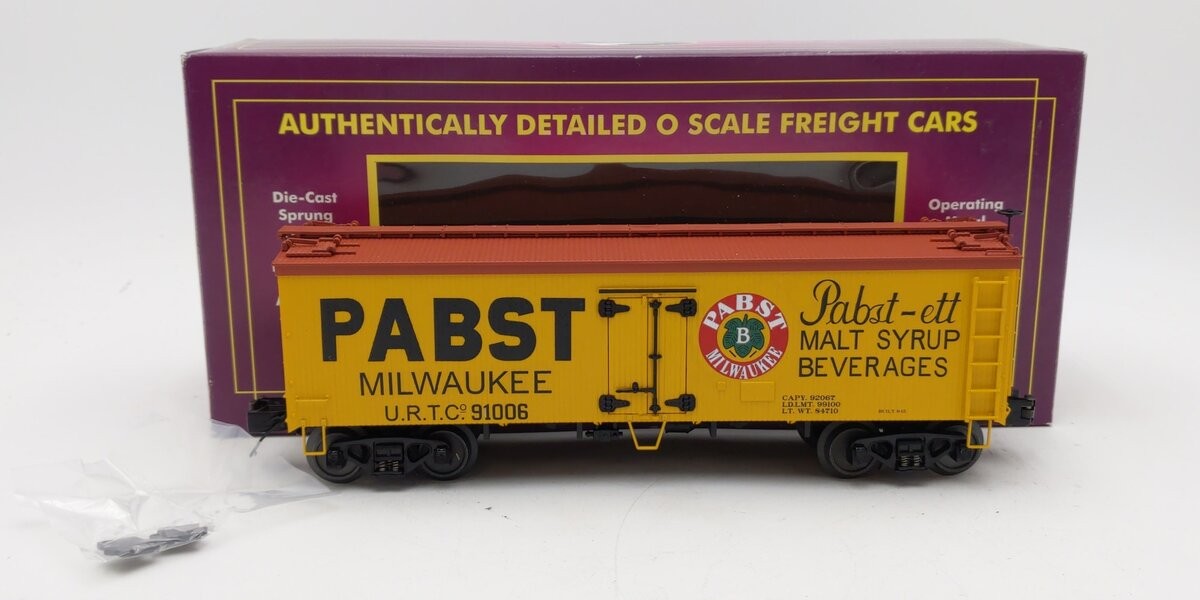 AUTHENTICALLY DETAILED O SCALE FREIGHT CARS
Die-Cast
Sprung
Operating
PABST
MILWAUKEE
U.R.T.Cº 91006
PABST
B
MILWAUKEE
Pabst-ett
MALT SYRUP
BEVERAGES
CAPY. 92067
LD.LMT. 99100
LT. WT. 84710